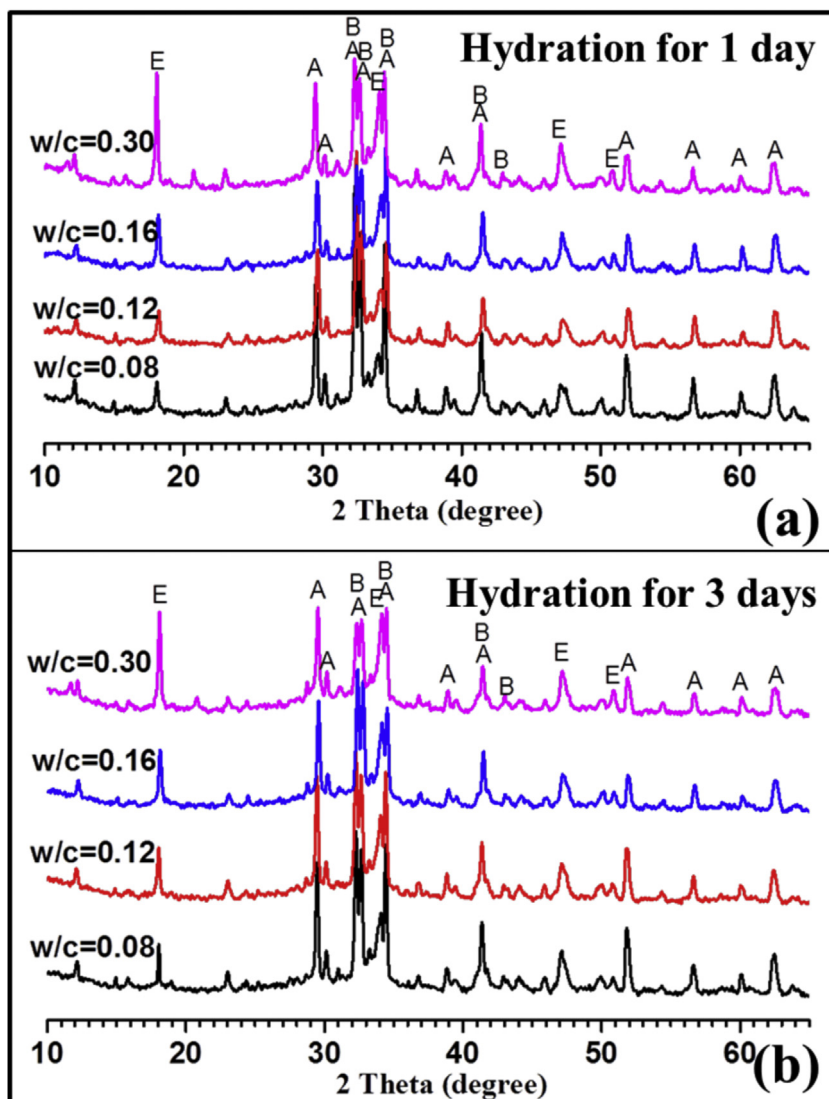 Hydration for 1 day
B
B
B
E
A
A
A
E
A
A
B
A
A
B
E
E
A
A
A
A
w/c=0.30
w/c=0.16
w/c=0.12
w/c=0.08
10 20 30 40 50 60
2 Theta (degree)
(a)
Hydration for 3 days
E
A
A
B
A
E
B
A
A
B
A
B
E
E
A
A
A
A
w/c=0.30
w/c=0.16
w/c=0.12
w/c=0.08
10 20 30 40 50 60
2 Theta (degree)
(b)